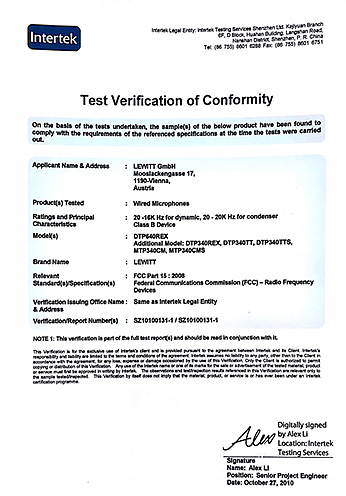 Intertek
Intertek Legal Entity: Intertek Testing Services Shenzhen Ltd. Kejiyuan Branch
6F, D Block, Huahan Building, Langshan Road,
Nanshan District, Shenzhen, P. R. China
Tel: (86 755) 8601 6288 Fax: (86 755) 8601 6751
Test Verification of Conformity
On the basis of the tests undertaken, the sample(s) of the below product have been found to
comply with the requirements of the referenced specifications at the time the tests were carried
out.
Applicant Name & Address : LEWITT GmbH
Mooslackengasse 17,
1190-Vienna,
Austria
Product(s) Tested : Wired Microphones
Ratings and Principal : 20 -16K Hz for dynamic, 20 - 20K Hz for condenser
Characteristics Class B Device
Model(s) : DTP640REX
Additional Model: DTP340REX, DTP340TT, DTP340TTS,
MTP340CM, MTP340CMS
Brand Name : LEWITT
Relevant : FCC Part 15 : 2008
Standard(s)/Specification(s) Federal Communications Commission (FCC) – Radio Frequency
Devices
Verification Issuing Office Name : Same as Intertek Legal Entity
& Address
Verification/Report Number(s) : SZ10100131-1 / SZ10100131-1
NOTE 1: This verification is part of the full test report(s) and should be read in conjunction with it.
This Verification is for the exclusive use of Intertek's client and is provided pursuant to the agreement between Intertek and its Client. Intertek's
responsibility and liability are limited to the terms and conditions of the agreement. Intertek assumes no liability to any party, other than to the Client in
accordance with the agreement, for any loss, expense or damage occasioned by the use of this Verification. Only the Client is authorized to permit
copying or distribution of this Verification. Any use of the Intertek name or one of its marks for the sale or advertisement of the tested material, product
or service must first be approved in writing by Intertek. The observations and test/inspection results referenced in this Verification are relevant only to
the sample tested/inspected. This Verification by itself does not imply that the material, product, or service is or has ever been under an Intertek
certification programme.
Alex Li
Digitally signed
by Alex Li
Location: Intertek
Testing Services
Signature
Name: Alex LI
Position: Senior Project Engineer
Date: October 27, 2010